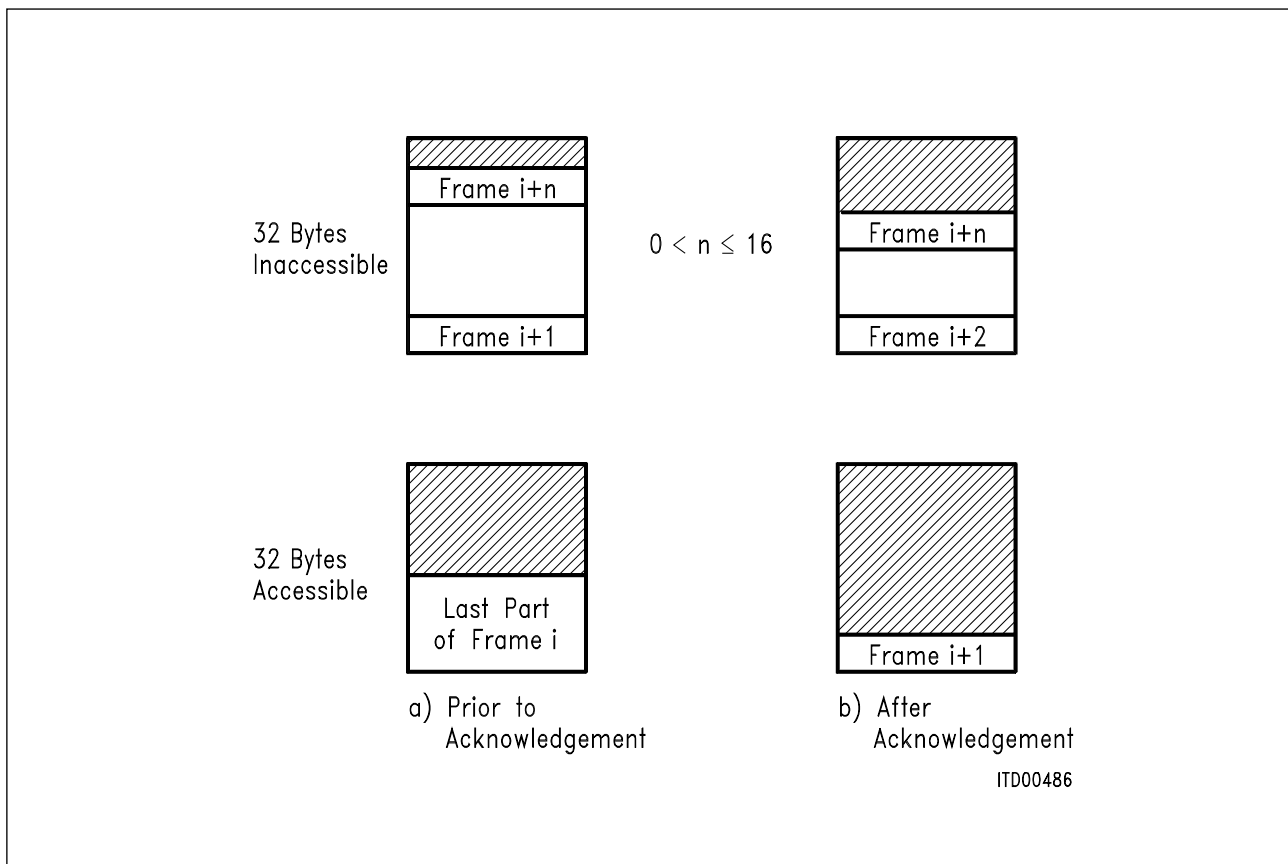 Frame i+n
32 Bytes
Inaccessible
Frame i+1
0 < n ≤ 16
Frame i+n
Frame i+2
32 Bytes
Accessible
Last Part
of Frame i
Frame i+1
a) Prior to
Acknowledgement
b) After
Acknowledgement
ITD00486